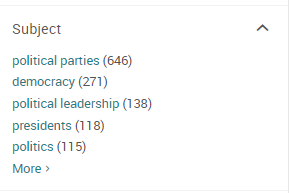 Subject
political parties (646)
democracy (271)
political leadership (138)
presidents (118)
politics (115)
More ›